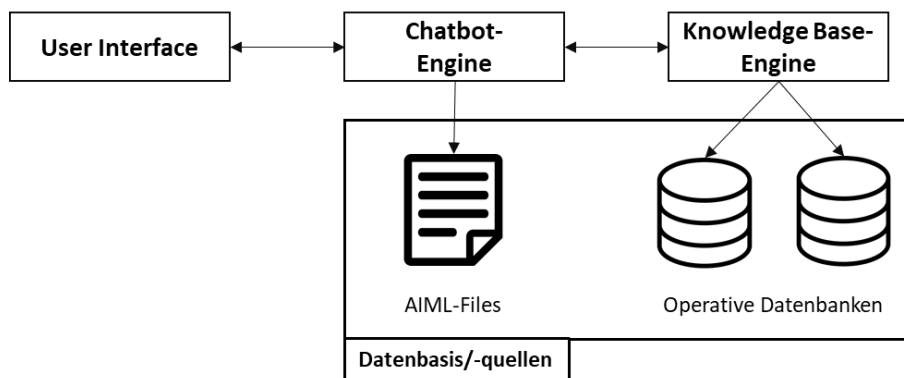 User Interface
Chatbot-
Engine
Knowledge Base-
Engine
AIML-Files
Operative Datenbanken
Datenbasis/-quellen